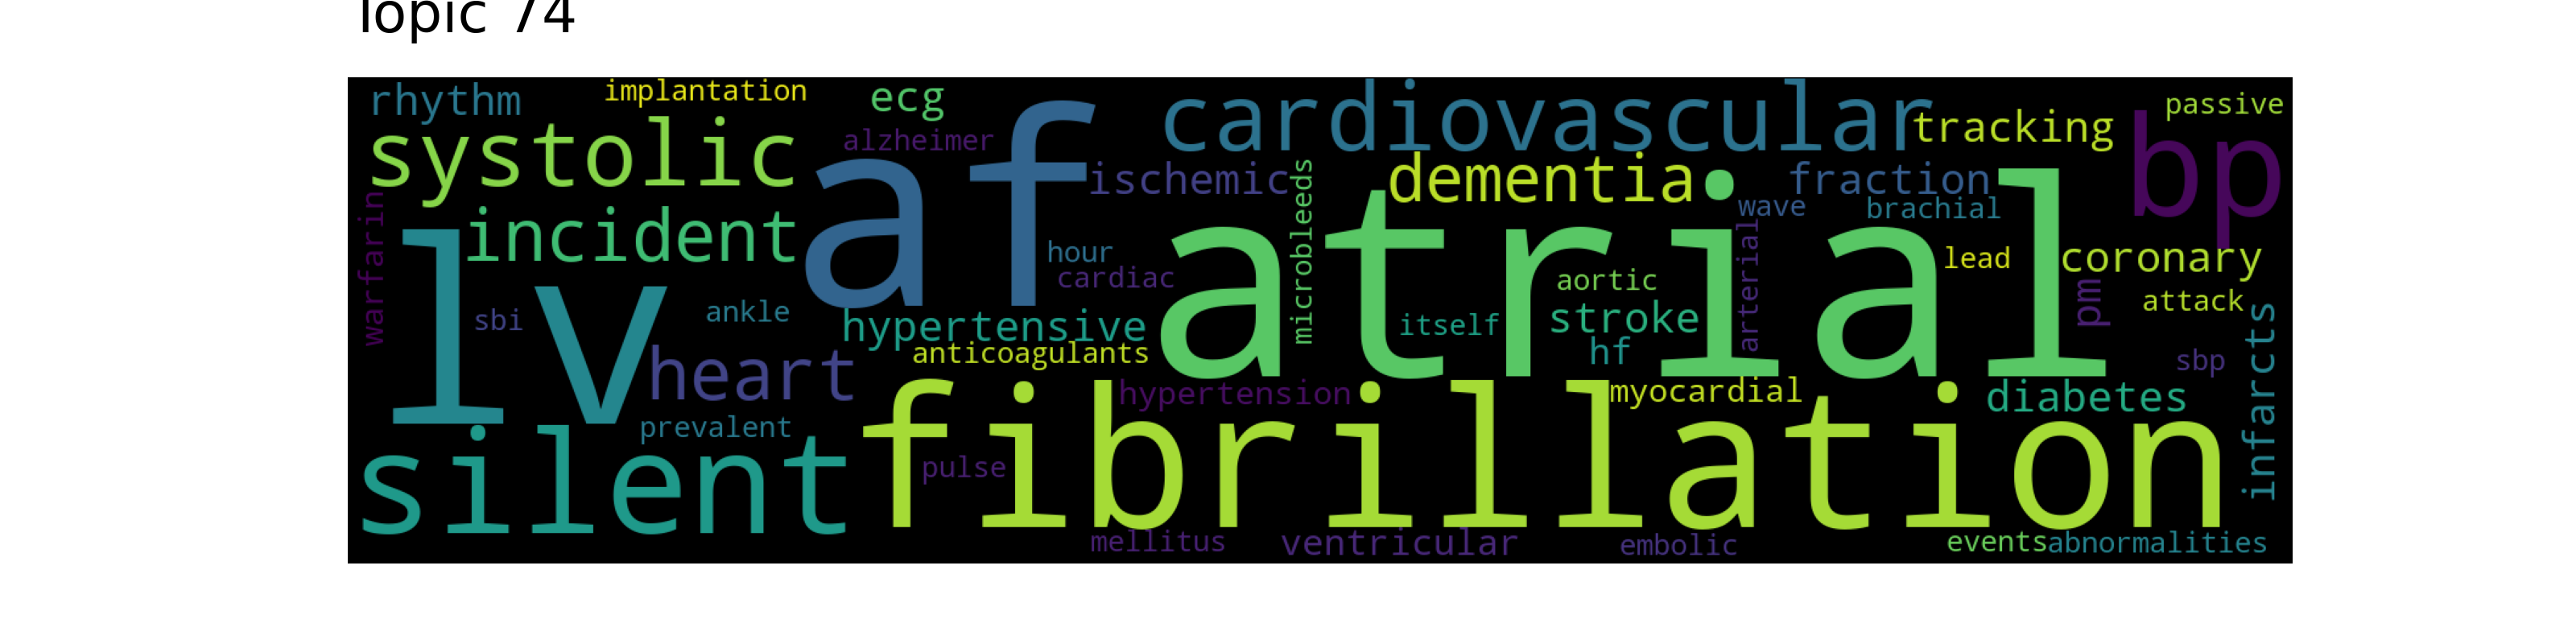 Topic 74
rhythm
implantation
ecg
cardiovascular
passive
systolic
alzheimer
af
tracking
bp
ischemic
dementia
fraction
warfarin
incident
microbleeds
wave
brachial
lv
hour
atrial
lead
coronary
cardiac
aortic
arterial
pm
attack
sbi
ankle
hypertensive
itself
stroke
infarcts
heart
anticoagulants
hf
sbp
hypertension
myocardial
diabetes
prevalent
silent
pulse
fibrillation
mellitus
ventricular
embolic
events
abnormalities